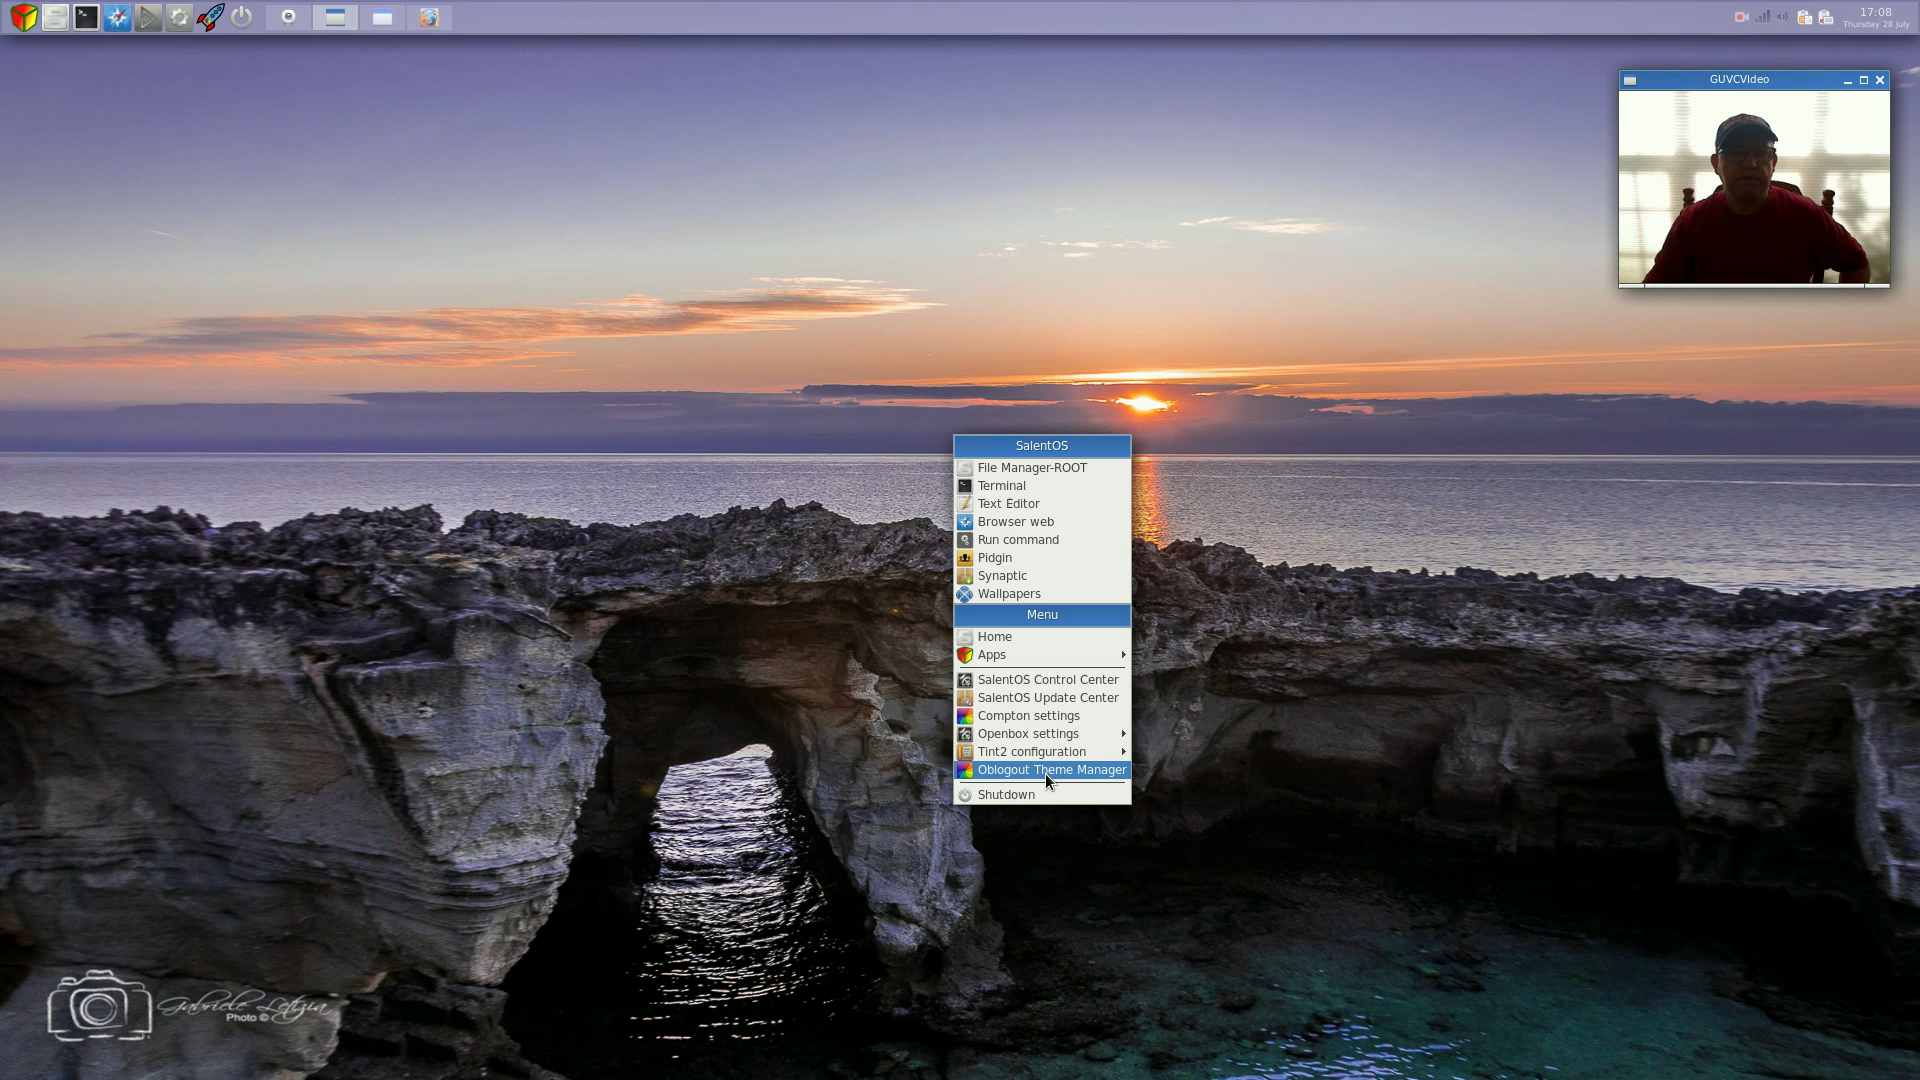 17:08
Thursday 28 July
GUVCVideo
SalentOS
File Manager-ROOT
Terminal
Text Editor
Browser web
Run command
Pidgin
Synaptic
Wallpapers
Menu
Home
Apps
SalentOS Control Center
SalentOS Update Center
Compton settings
Openbox settings
Tint2 configuration
Oblogout Theme Manager
Shutdown
Gabriele Letizia
Photo ©